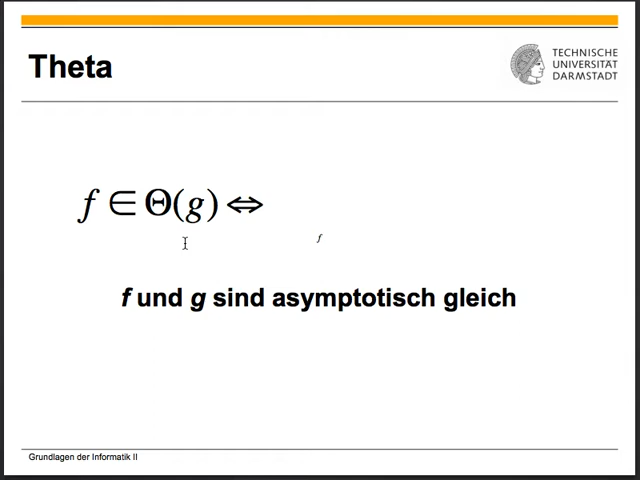 TECHNISCHE
UNIVERSITÄT
DARMSTADT
Theta
f ∈ Θ(g) ⇔
f
f und g sind asymptotisch gleich
Grundlagen der Informatik II